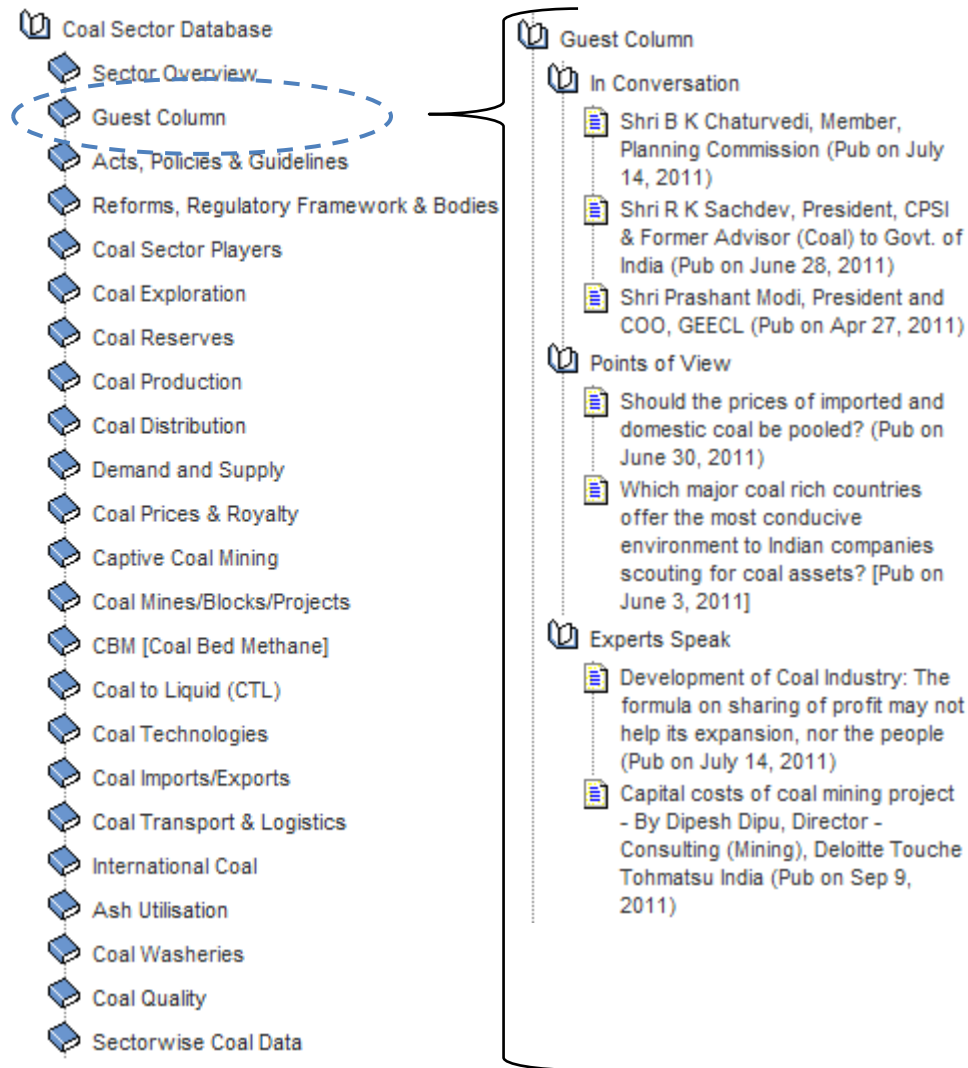 Coal Sector Database
Sector Overview
Guest Column
Acts, Policies & Guidelines
Reforms, Regulatory Framework & Bodies
Coal Sector Players
Coal Exploration
Coal Reserves
Coal Production
Coal Distribution
Demand and Supply
Coal Prices & Royalty
Captive Coal Mining
Coal Mines/Blocks/Projects
CBM [Coal Bed Methane]
Coal to Liquid (CTL)
Coal Technologies
Coal Imports/Exports
Coal Transport & Logistics
International Coal
Ash Utilisation
Coal Washeries
Coal Quality
Sectorwise Coal Data
Guest Column
In Conversation
Shri B K Chaturvedi, Member,
Planning Commission (Pub on July
14, 2011)
Shri R K Sachdev, President, CPSI
& Former Advisor (Coal) to Govt. of
India (Pub on June 28, 2011)
Shri Prashant Modi, President and
COO, GEECL (Pub on Apr 27, 2011)
Points of View
Should the prices of imported and
domestic coal be pooled? (Pub on
June 30, 2011)
Which major coal rich countries
offer the most conducive
environment to Indian companies
scouting for coal assets? [Pub on
June 3, 2011]
Experts Speak
Development of Coal Industry: The
formula on sharing of profit may not
help its expansion, nor the people
(Pub on July 14, 2011)
Capital costs of coal mining project
- By Dipesh Dipu, Director -
Consulting (Mining), Deloitte Touche
Tohmatsu India (Pub on Sep 9,
2011)